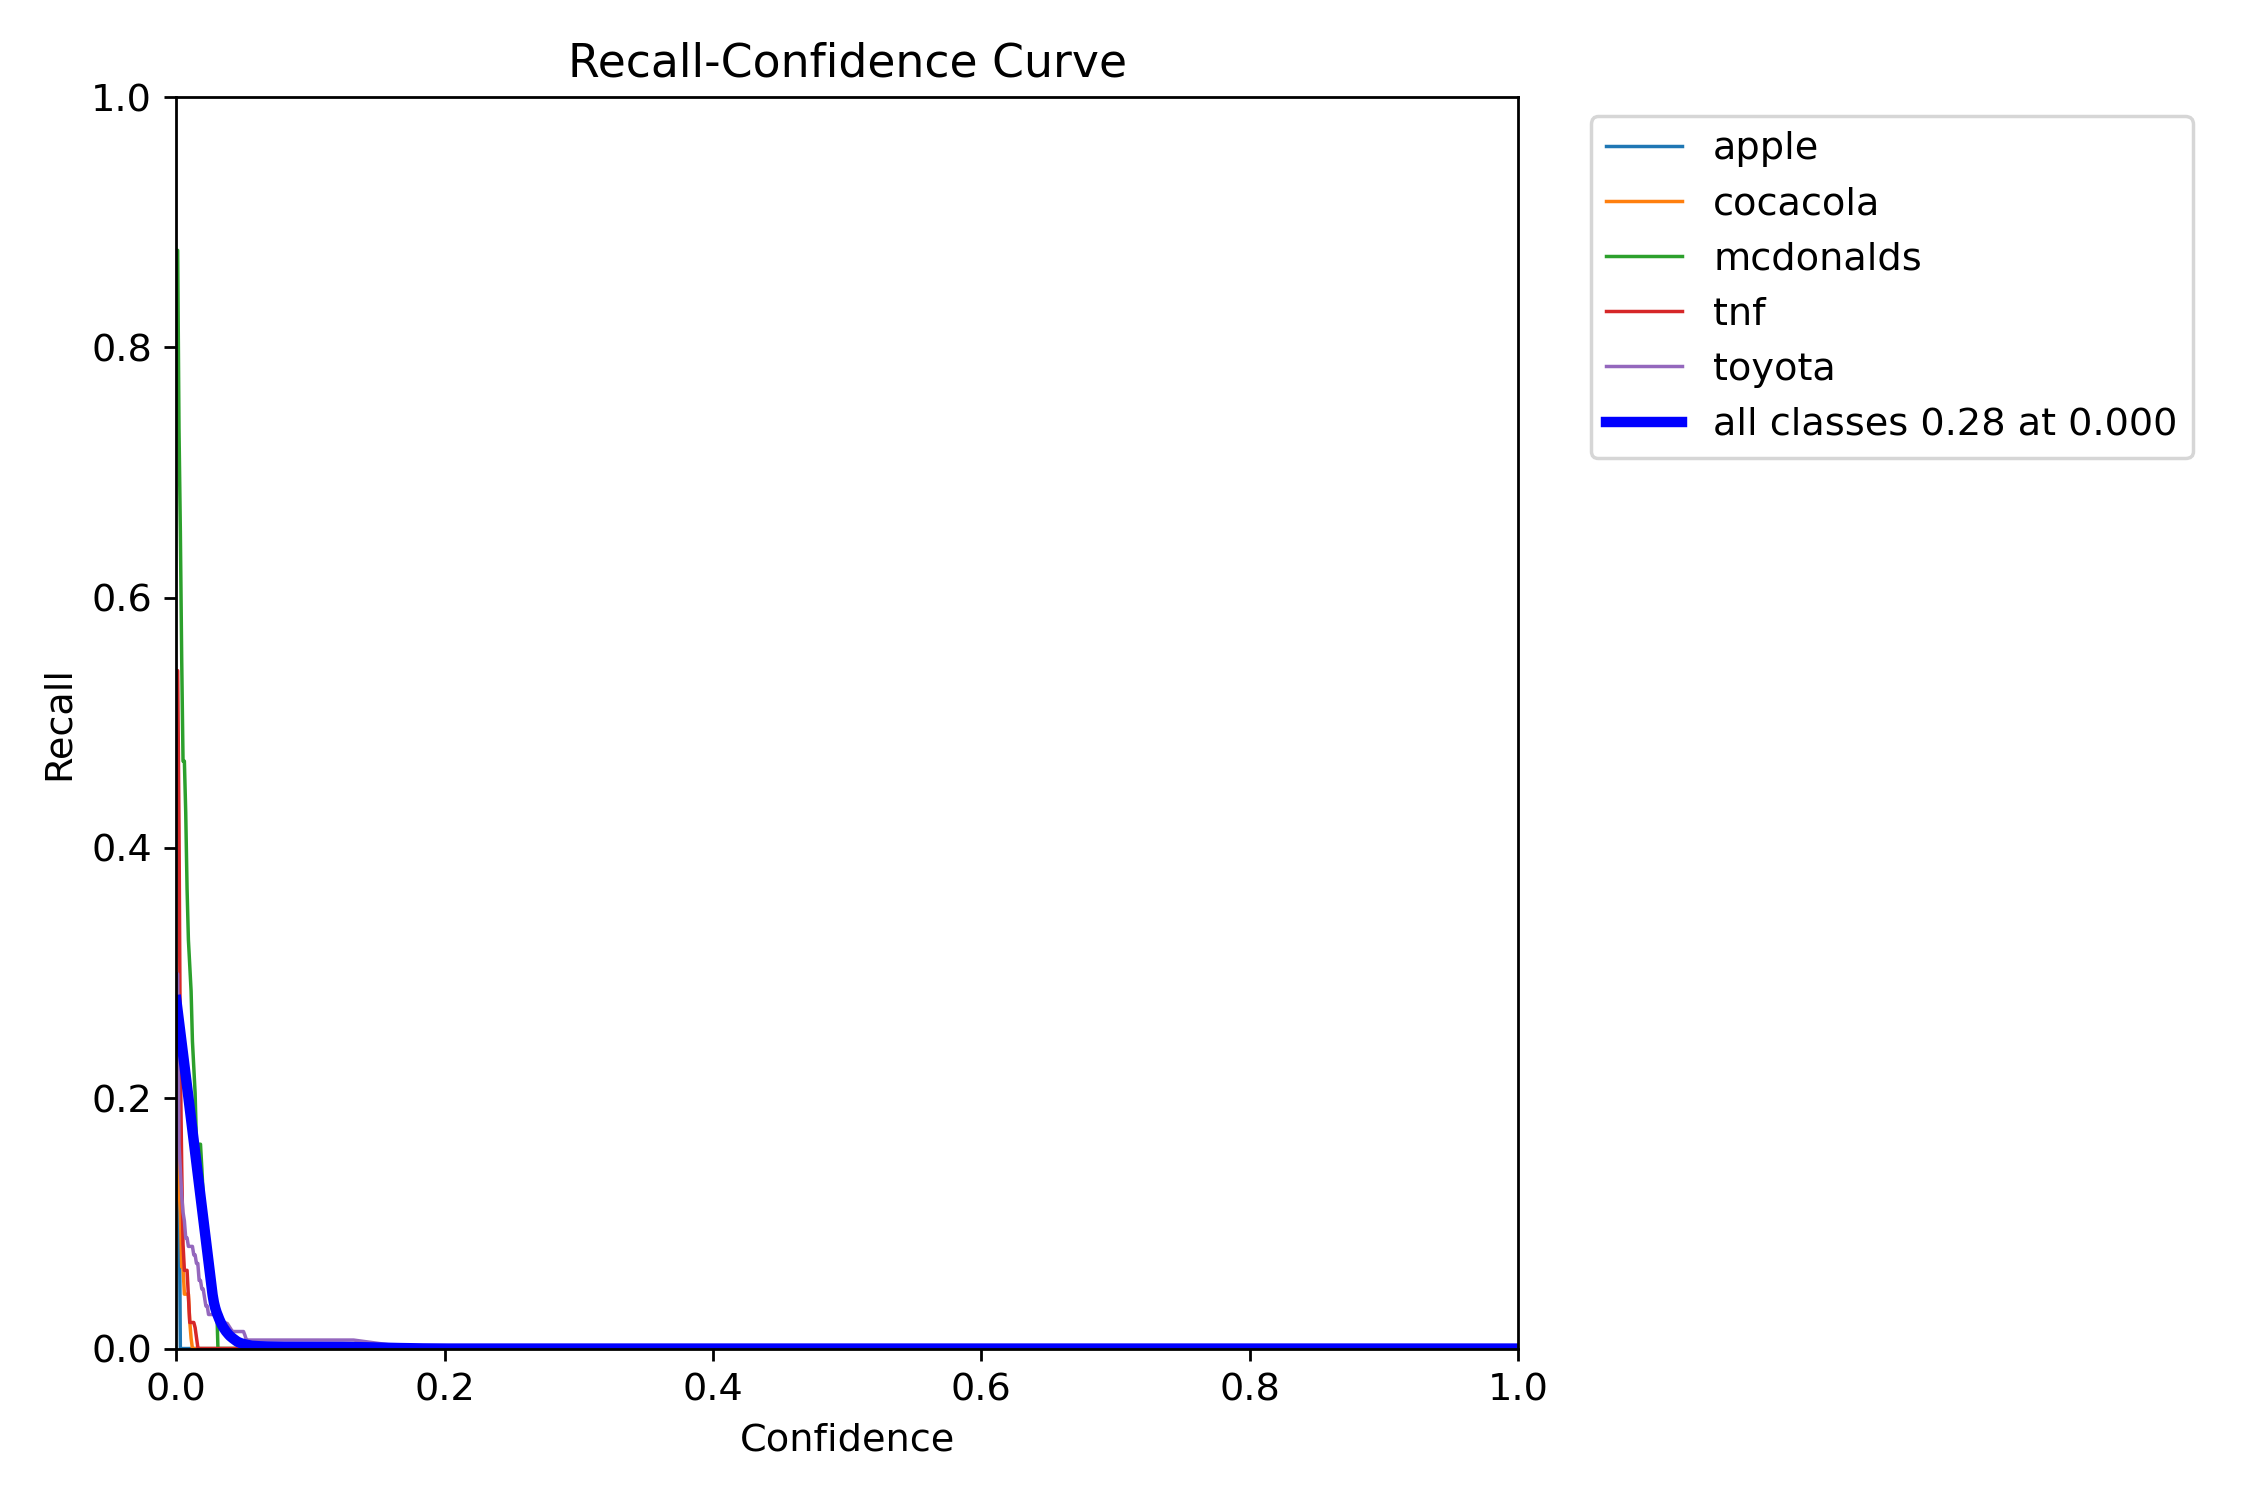 Recall-Confidence Curve
1.0
0.8
0.6
0.4
0.2
0.0
Recall
0.0 0.2 0.4 0.6 0.8 1.0
Confidence
apple
cocacola
mcdonalds
tnf
toyota
all classes 0.28 at 0.000